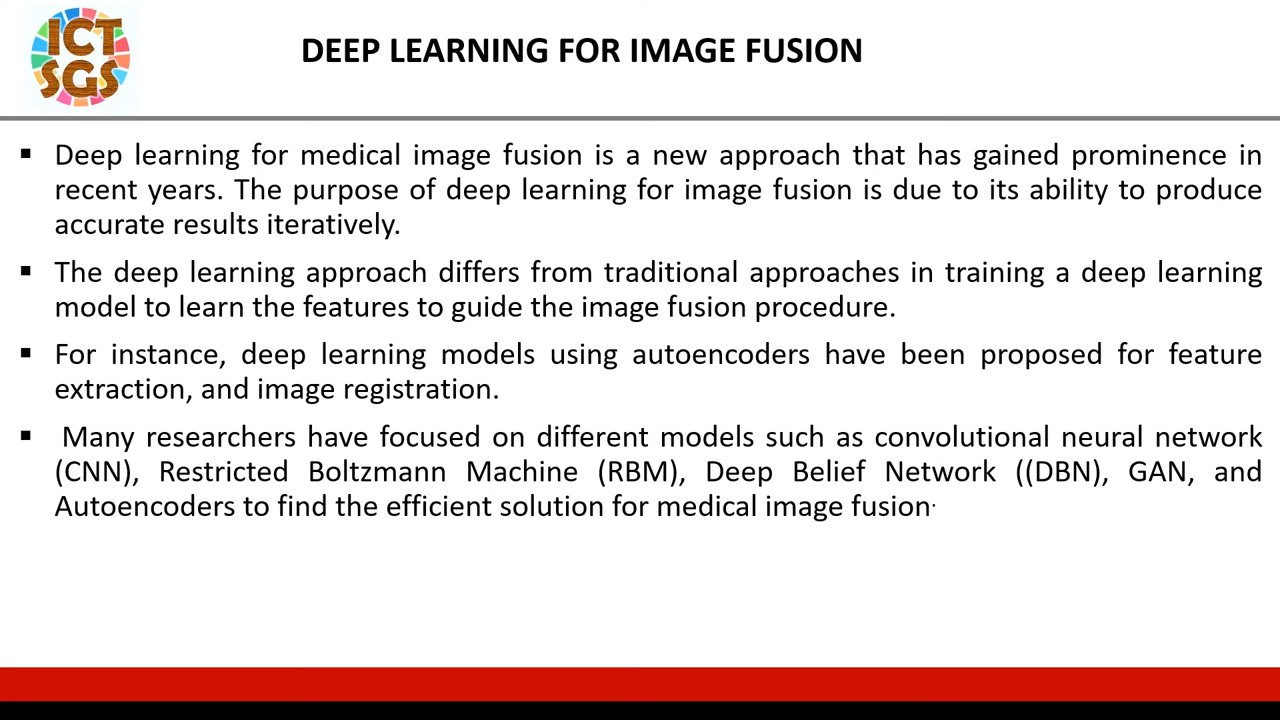 ICT
SGS
DEEP LEARNING FOR IMAGE FUSION
▪ Deep learning for medical image fusion is a new approach that has gained prominence in
recent years. The purpose of deep learning for image fusion is due to its ability to produce
accurate results iteratively.
▪ The deep learning approach differs from traditional approaches in training a deep learning
model to learn the features to guide the image fusion procedure.
▪ For instance, deep learning models using autoencoders have been proposed for feature
extraction, and image registration.
▪ Many researchers have focused on different models such as convolutional neural network
(CNN), Restricted Boltzmann Machine (RBM), Deep Belief Network ((DBN), GAN, and
Autoencoders to find the efficient solution for medical image fusion.